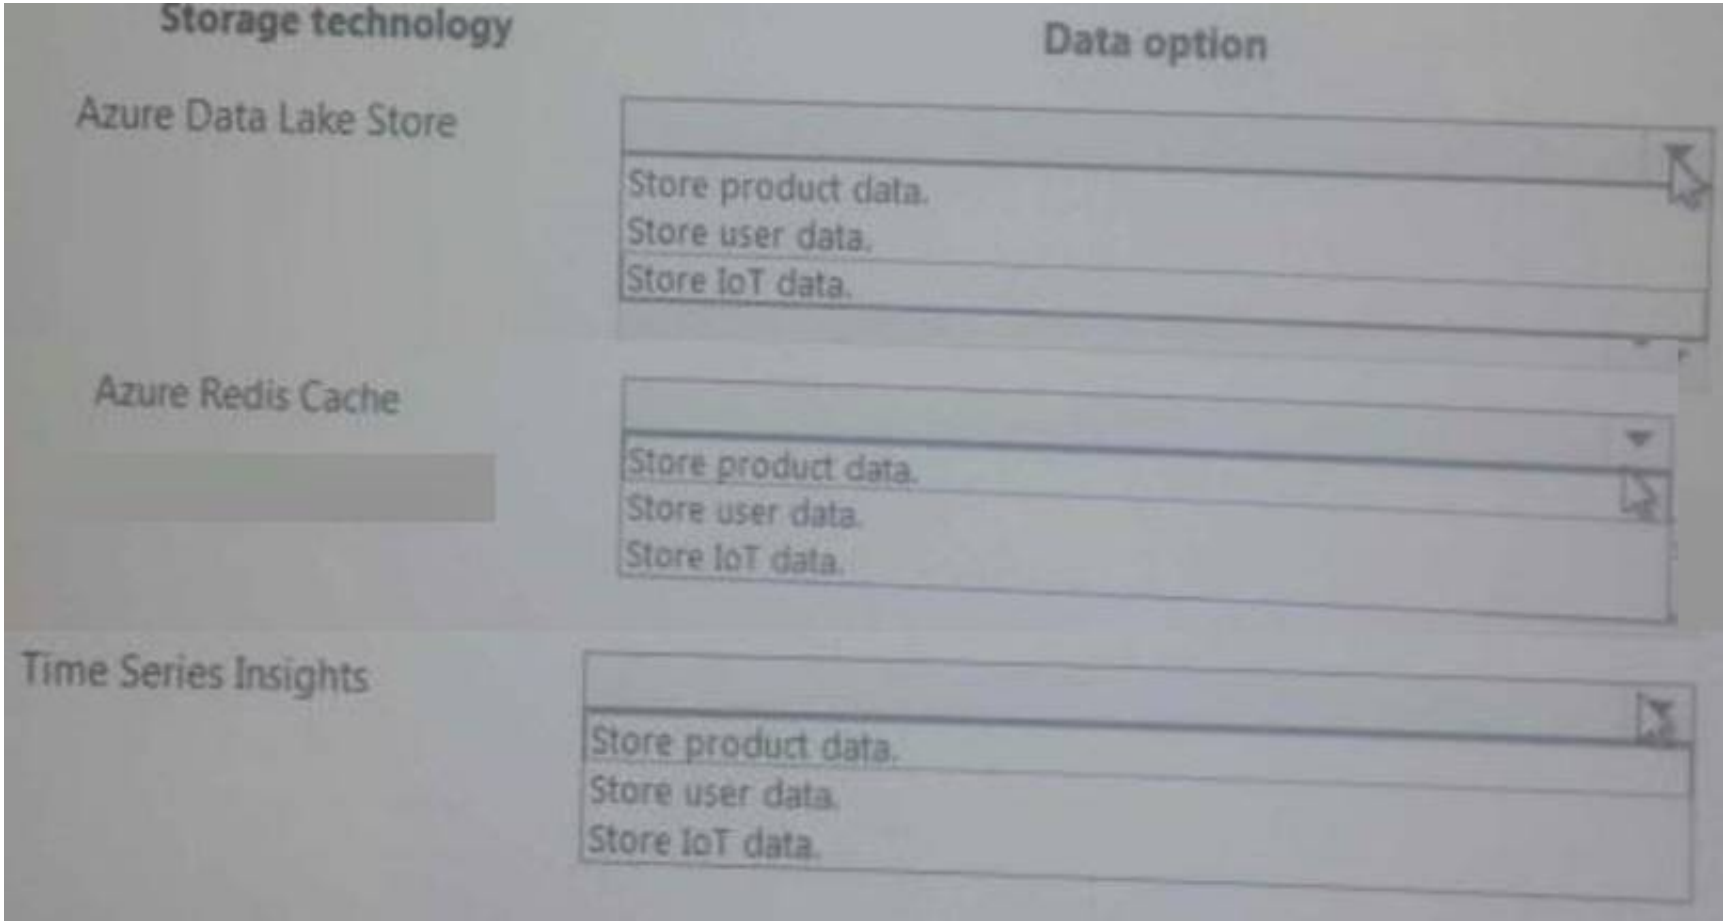 Storage technology
Data option
Azure Data Lake Store
Store product data.
Store user data.
Store IoT data.
Azure Redis Cache
Store product data.
Store user data.
Store IoT data.
Time Series Insights
Store product data.
Store user data.
Store IoT data.